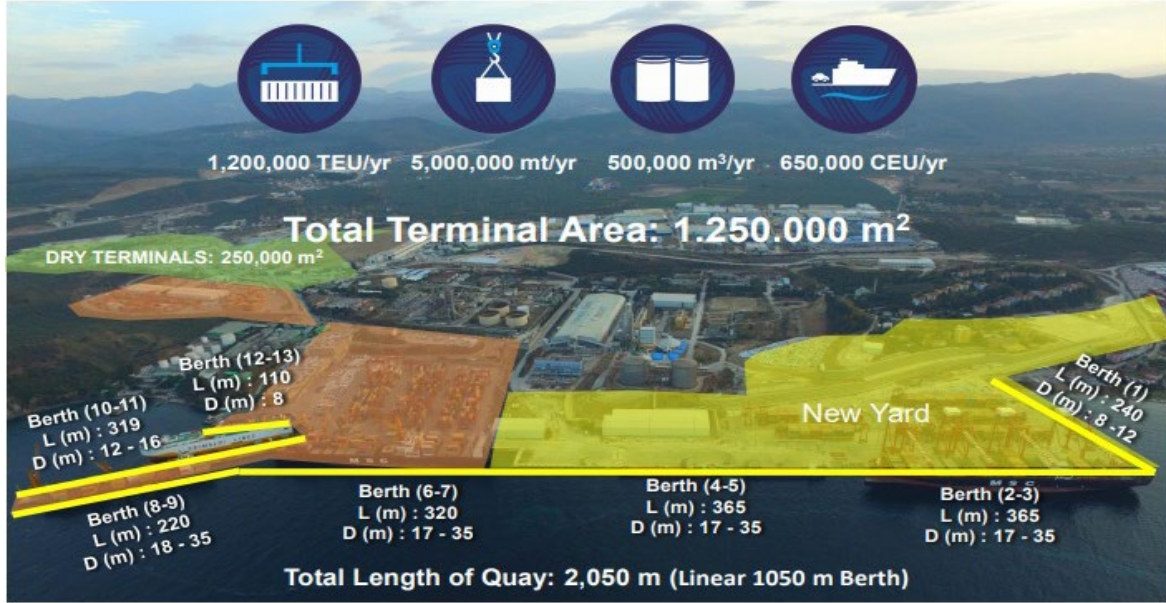 1,200,000 TEU/yr
5,000,000 mt/yr
500,000 m³/yr
650,000 CEU/yr
Total Terminal Area: 1.250.000 m²
DRY TERMINALS: 250,000 m²
Berth (12-13)
L (m) : 110
D (m) : 8
Berth (10-11)
L (m) : 319
D (m) : 12 - 16
Berth (1)
L (m) : 240
D (m) : 8 -12
New Yard
MSC
MSC
Berth (8-9)
L (m) : 220
D (m) : 18 - 35
Berth (6-7)
L (m) : 320
D (m) : 17 - 35
Berth (4-5)
L (m) : 365
D (m) : 17 - 35
Berth (2-3)
L (m) : 365
D (m) : 17 - 35
Total Length of Quay: 2,050 m (Linear 1050 m Berth)